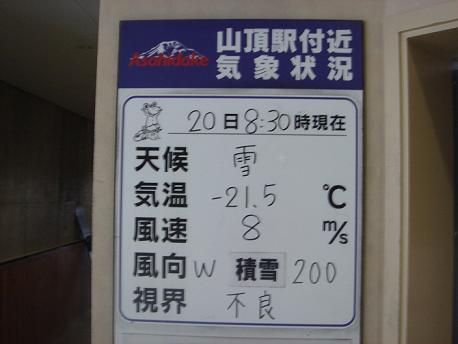 Asahidake
山頂駅付近
気象状況
20日8:30時現在
天候 雪
気温 -21.5 ℃
風速 8 m/s
風向 W 積雪 200
視界 不良